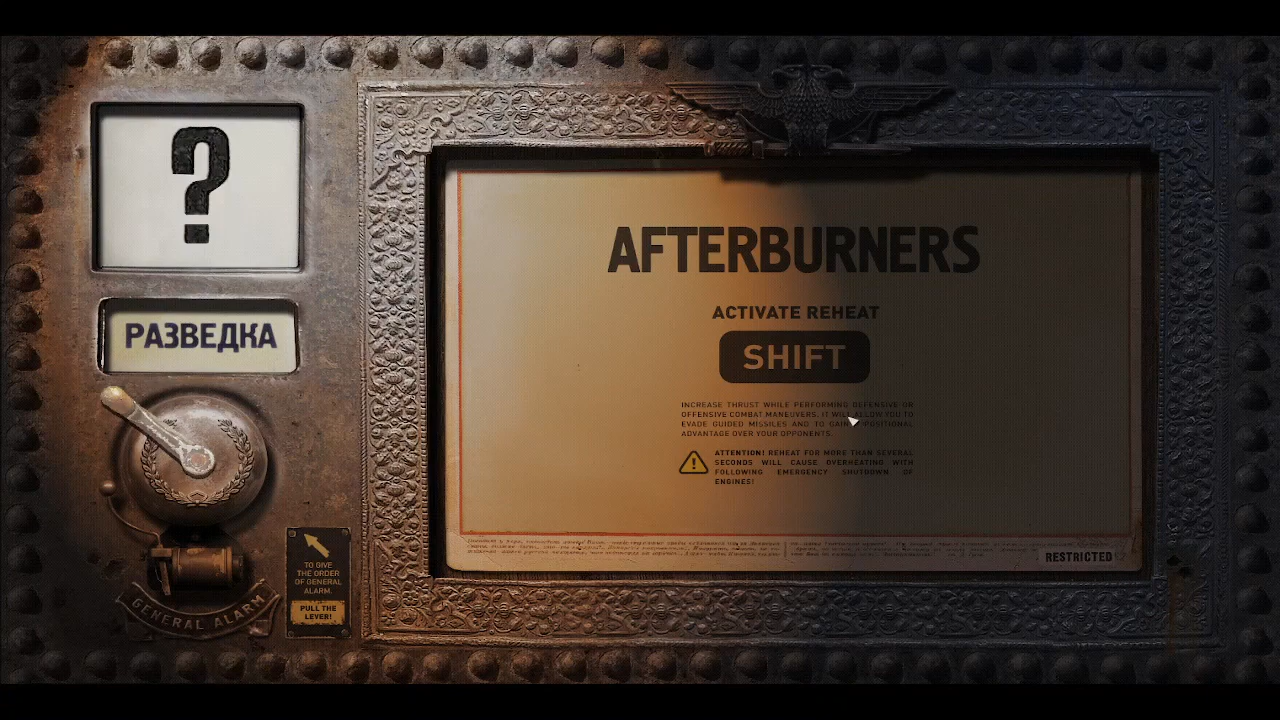 ?
РАЗВЕДКА
AFTERBURNERS
ACTIVATE REHEAT
SHIFT
INCREASE THRUST WHILE PERFORMING DEFENSIVE OR
OFFENSIVE COMBAT MANEUVERS. IT WILL ALLOW YOU TO
EVADE GUIDED MISSILES AND TO GAIN POSITIONAL
ADVANTAGE OVER YOUR OPPONENTS.
ATTENTION! REHEAT FOR MORE THAN SEVERAL
SECONDS WILL CAUSE OVERHEATING WITH
FOLLOWING EMERGENCY SHUTDOWN OF
ENGINES!
RESTRICTED
TO GIVE
THE ORDER
OF GENERAL
ALARM.
PULL THE
LEVER!
GENERAL ALARM